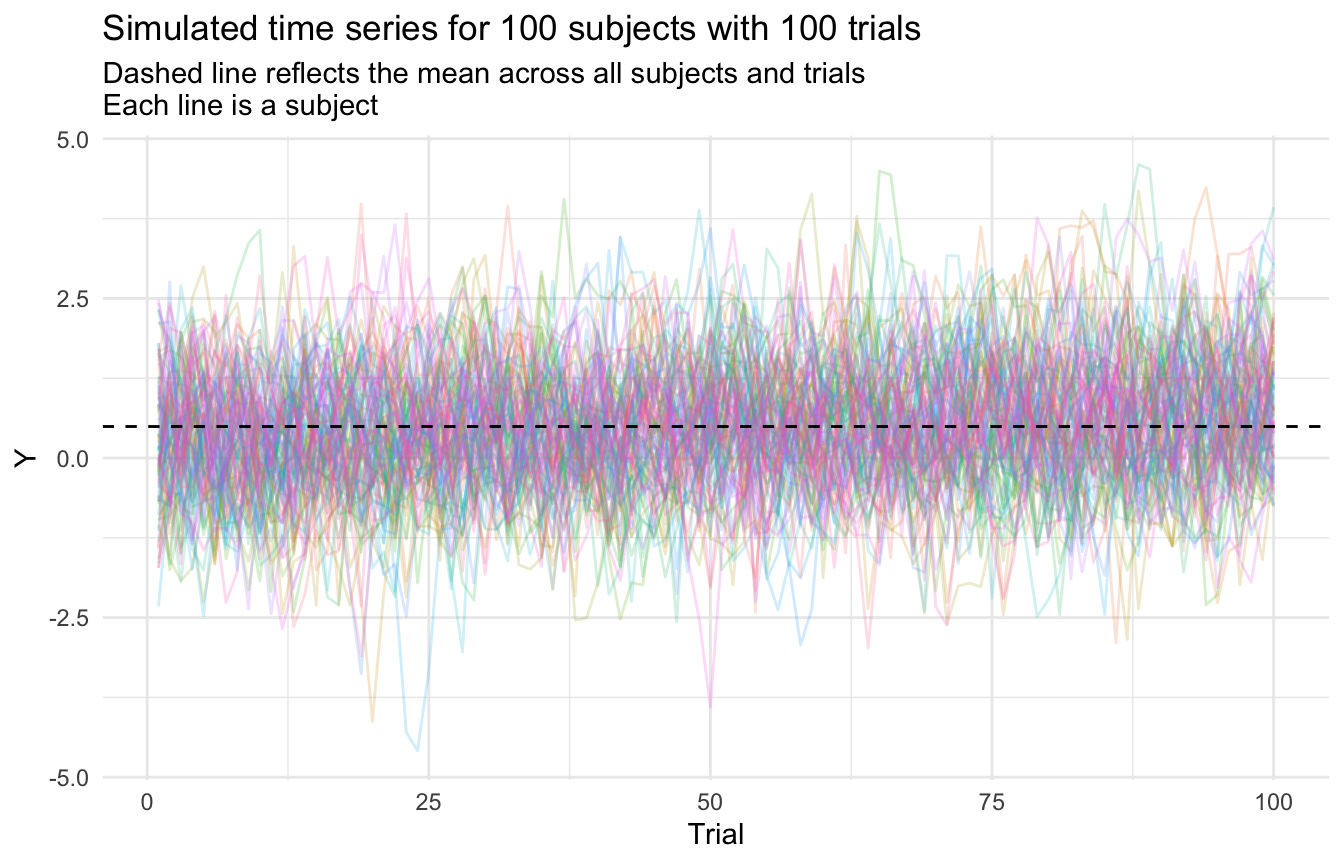 Simulated time series for 100 subjects with 100 trials
Dashed line reflects the mean across all subjects and trials
Each line is a subject
5.0
2.5
Y
0.0
-2.5
-5.0
0 25 50 75 100
Trial